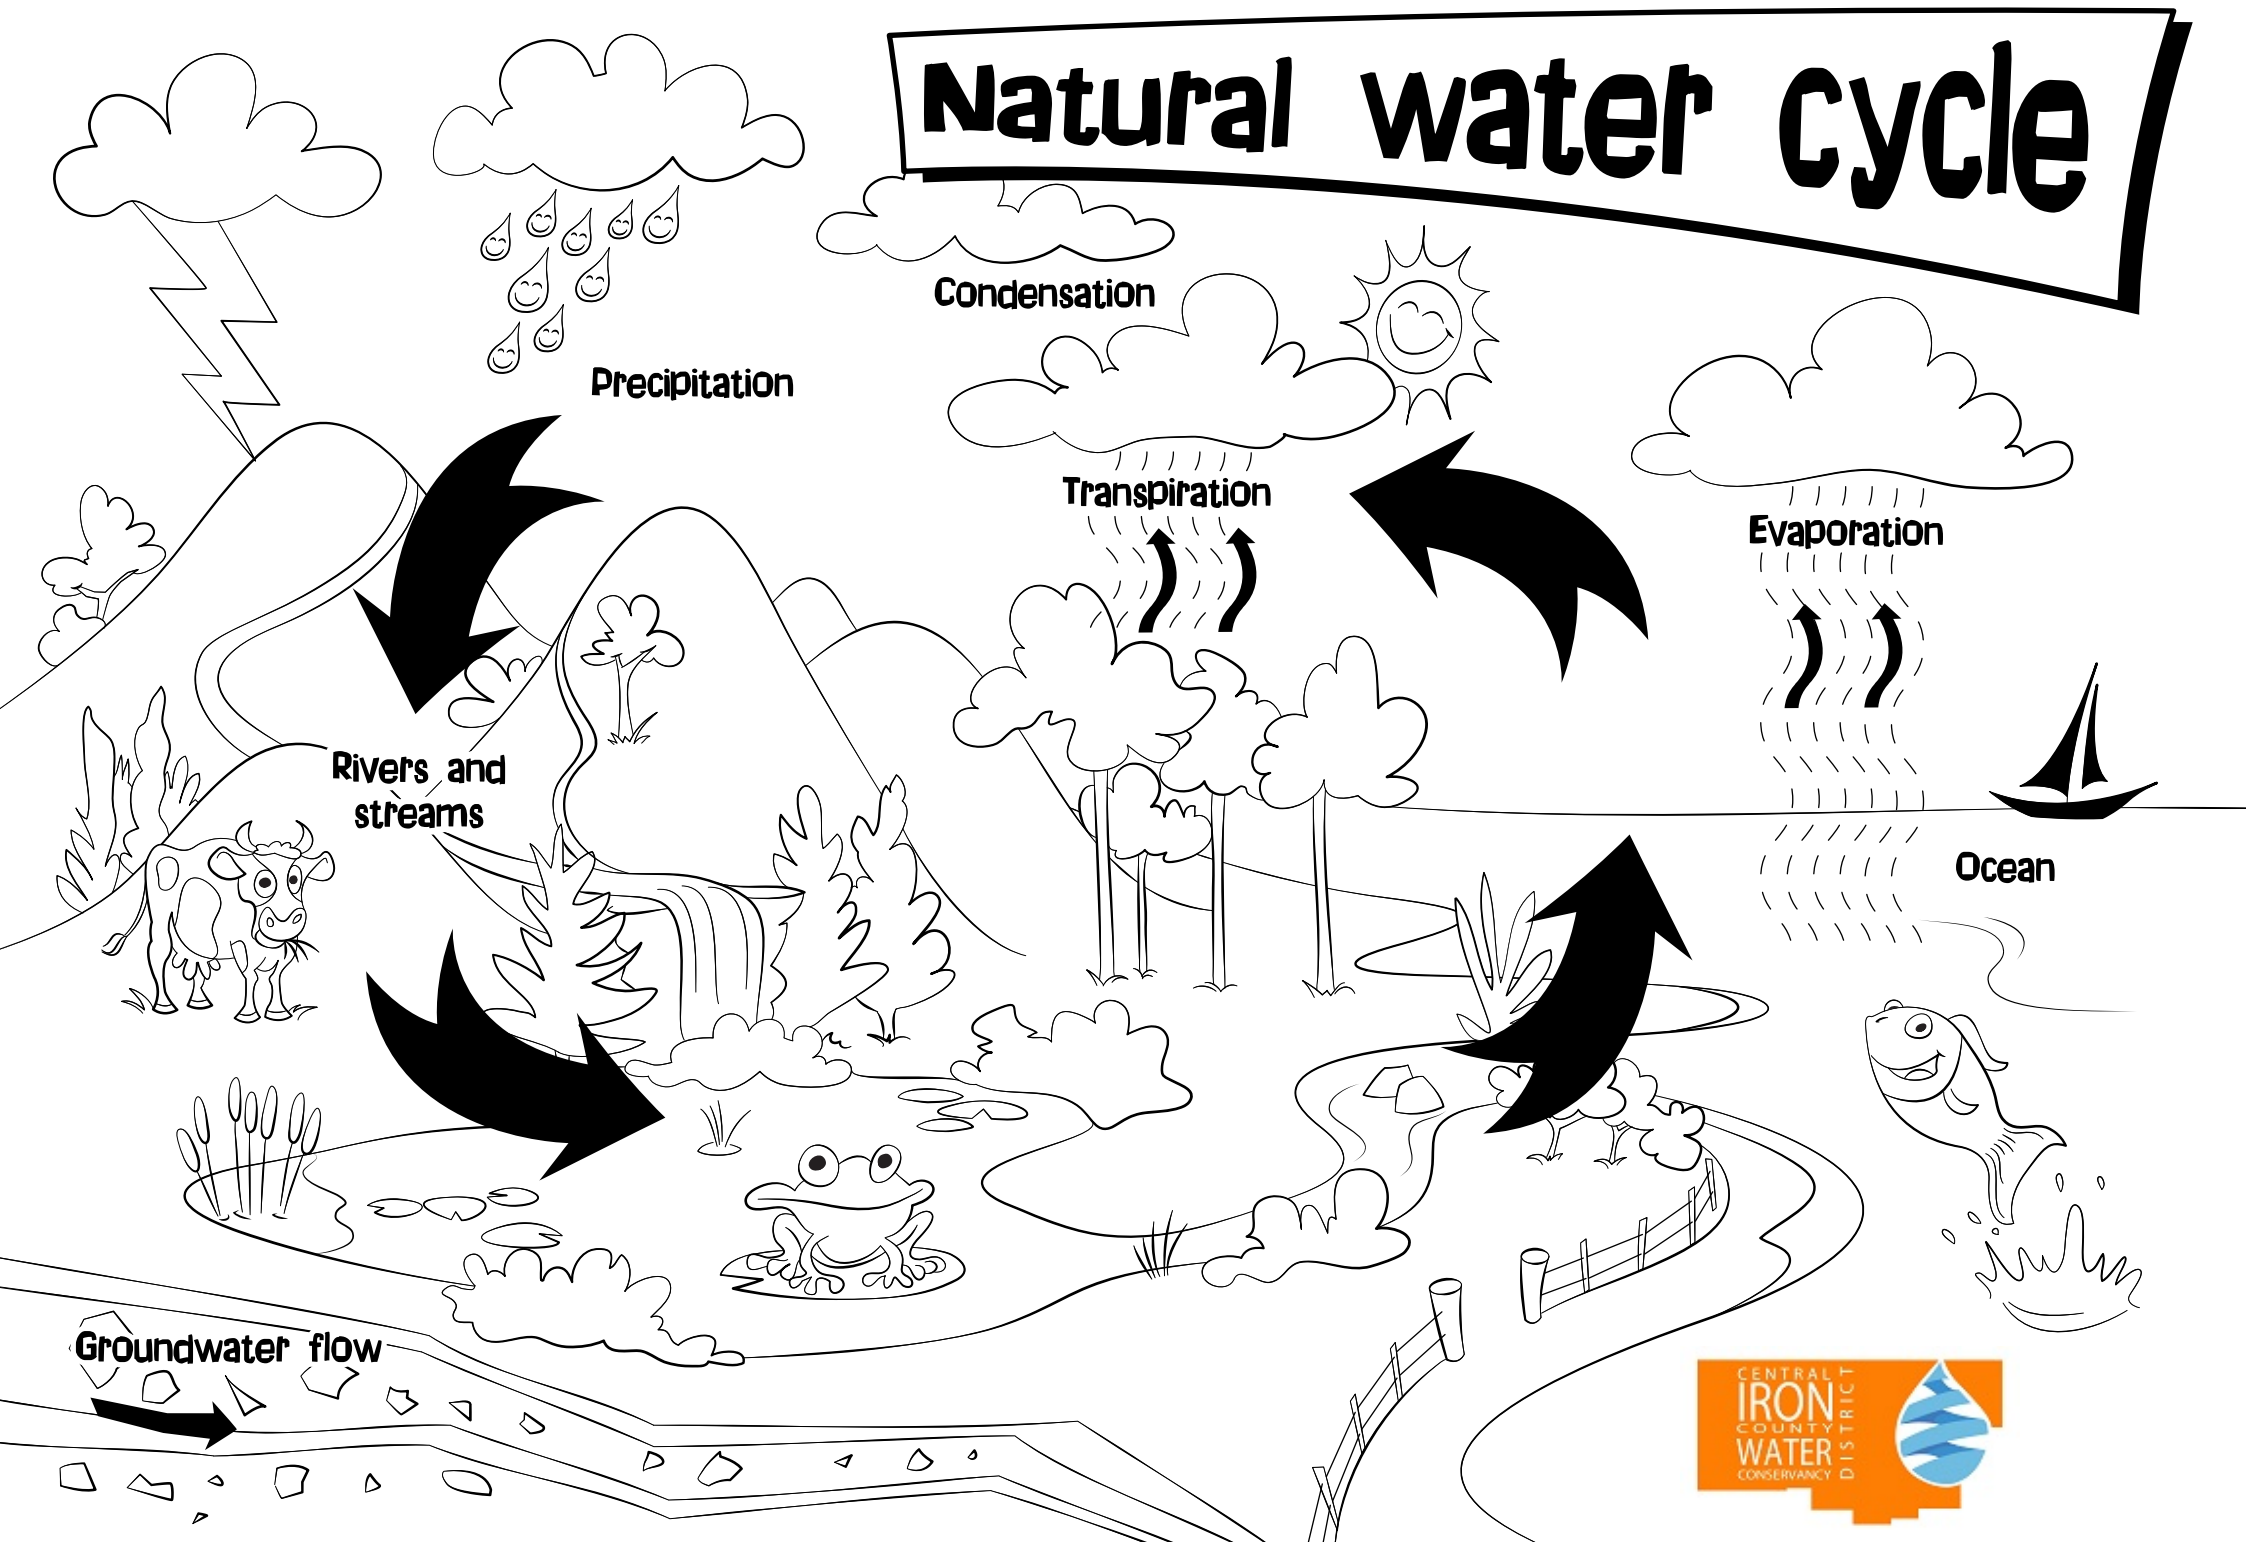 Natural water cycle
Condensation
Precipitation
Transpiration
Evaporation
Rivers and
streams
Ocean
Groundwater flow
CENTRAL
IRON
COUNTY
WATER
CONSERVANCY
DISTRICT